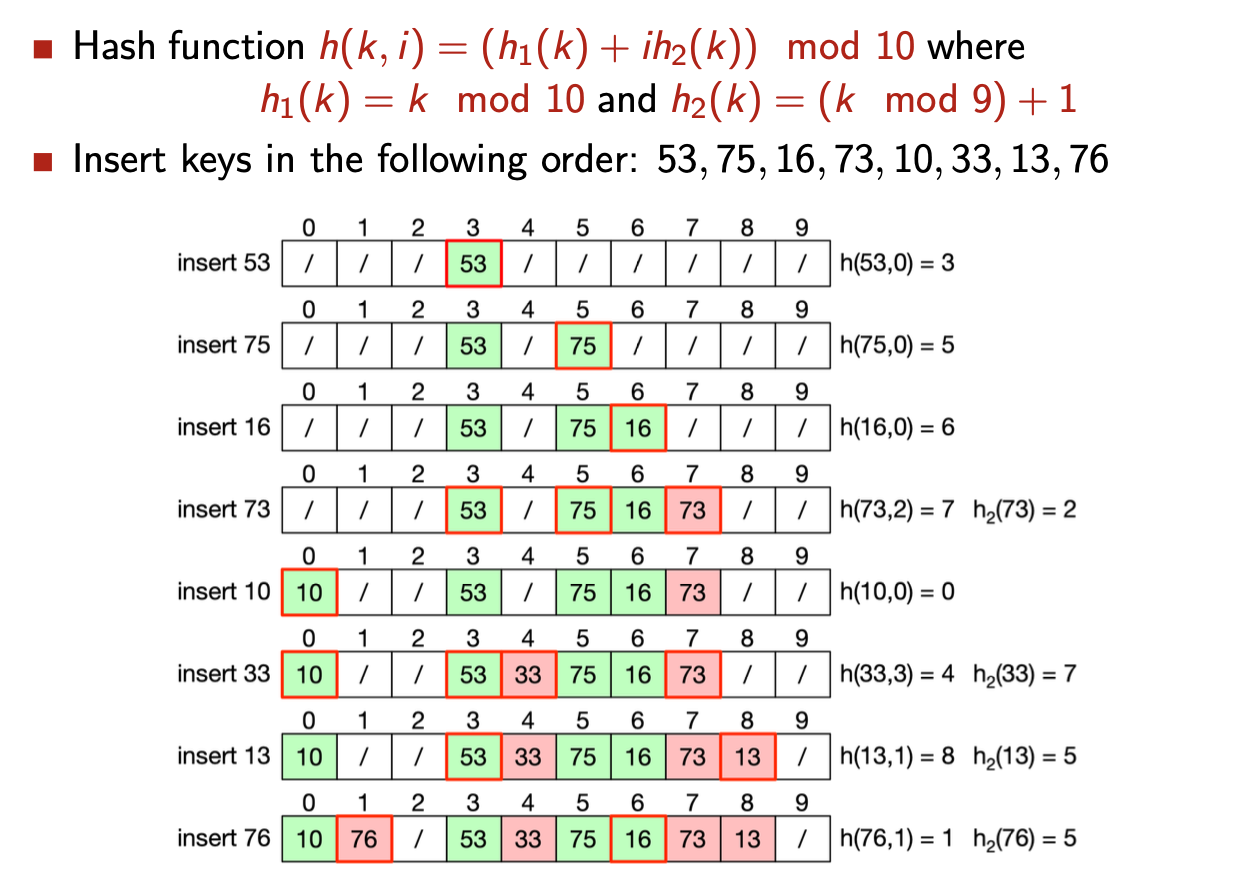 ■ Hash function h(k, i) = (h₁(k) + ih₂(k)) mod 10 where
h₁(k) = k mod 10 and h₂(k) = (k mod 9) + 1
■ Insert keys in the following order: 53, 75, 16, 73, 10, 33, 13, 76
0 1 2 3 4 5 6 7 8 9
insert 53 / / / 53 / / / / / / h(53,0) = 3
0 1 2 3 4 5 6 7 8 9
insert 75 / / / 53 / 75 / / / / h(75,0) = 5
0 1 2 3 4 5 6 7 8 9
insert 16 / / / 53 / 75 16 / / / h(16,0) = 6
0 1 2 3 4 5 6 7 8 9
insert 73 / / / 53 / 75 16 73 / / h(73,2) = 7 h₂(73) = 2
0 1 2 3 4 5 6 7 8 9
insert 10 10 / / 53 / 75 16 73 / / h(10,0) = 0
0 1 2 3 4 5 6 7 8 9
insert 33 10 / / 53 33 75 16 73 / / h(33,3) = 4 h₂(33) = 7
0 1 2 3 4 5 6 7 8 9
insert 13 10 / / 53 33 75 16 73 13 / h(13,1) = 8 h₂(13) = 5
0 1 2 3 4 5 6 7 8 9
insert 76 10 76 / 53 33 75 16 73 13 / h(76,1) = 1 h₂(76) = 5